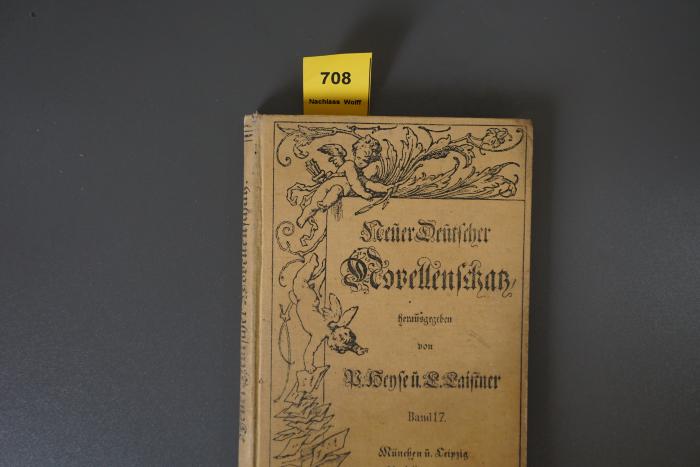 708
Nachlass Wolff
Neuer Deutscher
Novellenschatz,
herausgegeben
von
P. Heyse u. L. Laistner
Band 17.
München u. Leipzig